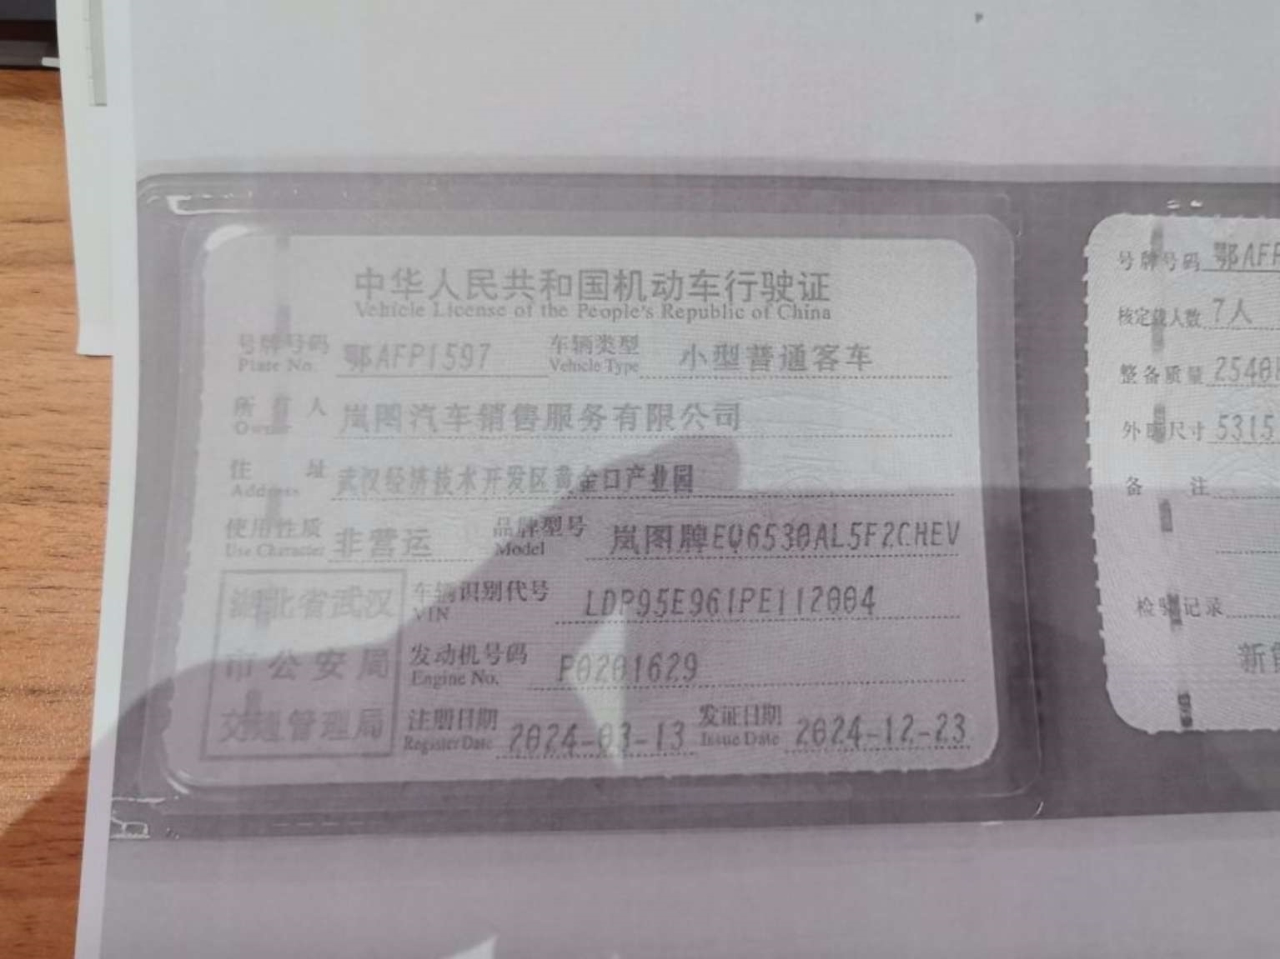 中华人民共和国机动车行驶证
Vehicle License of the People's Republic of China
号牌号码 鄂AFP1597 车辆类型 小型普通客车
Plate No. Vehicle Type
所有人 岚图汽车销售服务有限公司
Owner
住址 武汉经济技术开发区黄金口产业园
Address
使用性质 非营运 品牌型号 岚图牌EQ6530AL5F2CHEV
Use Character Model
湖北省武汉
市公安局
交通管理局
车辆识别代号 LDP95E961PE112004
VIN
发动机号码 P0201629
Engine No.
注册日期 2024-03-13 发证日期 2024-12-23
Register Date Issue Date
号牌号码 鄂AFP
核定载人数 7人
整备质量 2540
外廓尺寸 5315
备注
检验记录
新